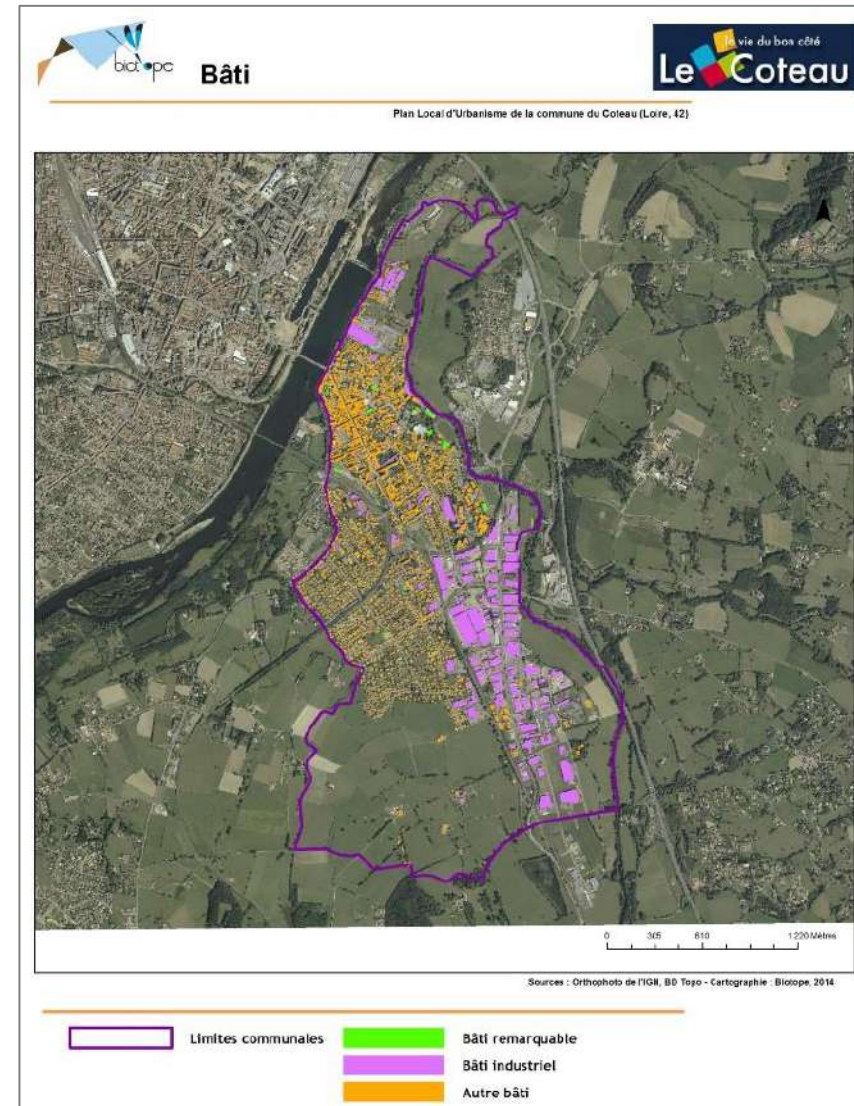 biotope
Bâti
la vie du bon côté
Le Coteau
Plan Local d'Urbanisme de la commune du Coteau (Loire, 42)
0 305 610 1 220 Mètres
Sources : Orthophoto de l'IGN, BD Topo - Cartographie : Biotope, 2014
Limites communales
Bâti remarquable
Bâti industriel
Autre bâti